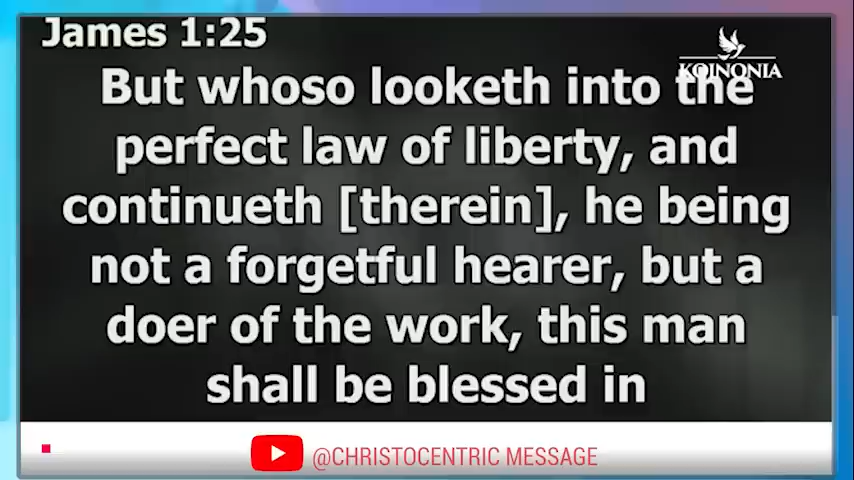 James 1:25
KOINONIA
But whoso looketh into the
perfect law of liberty, and
continueth [therein], he being
not a forgetful hearer, but a
doer of the work, this man
shall be blessed in
@CHRISTOCENTRIC MESSAGE